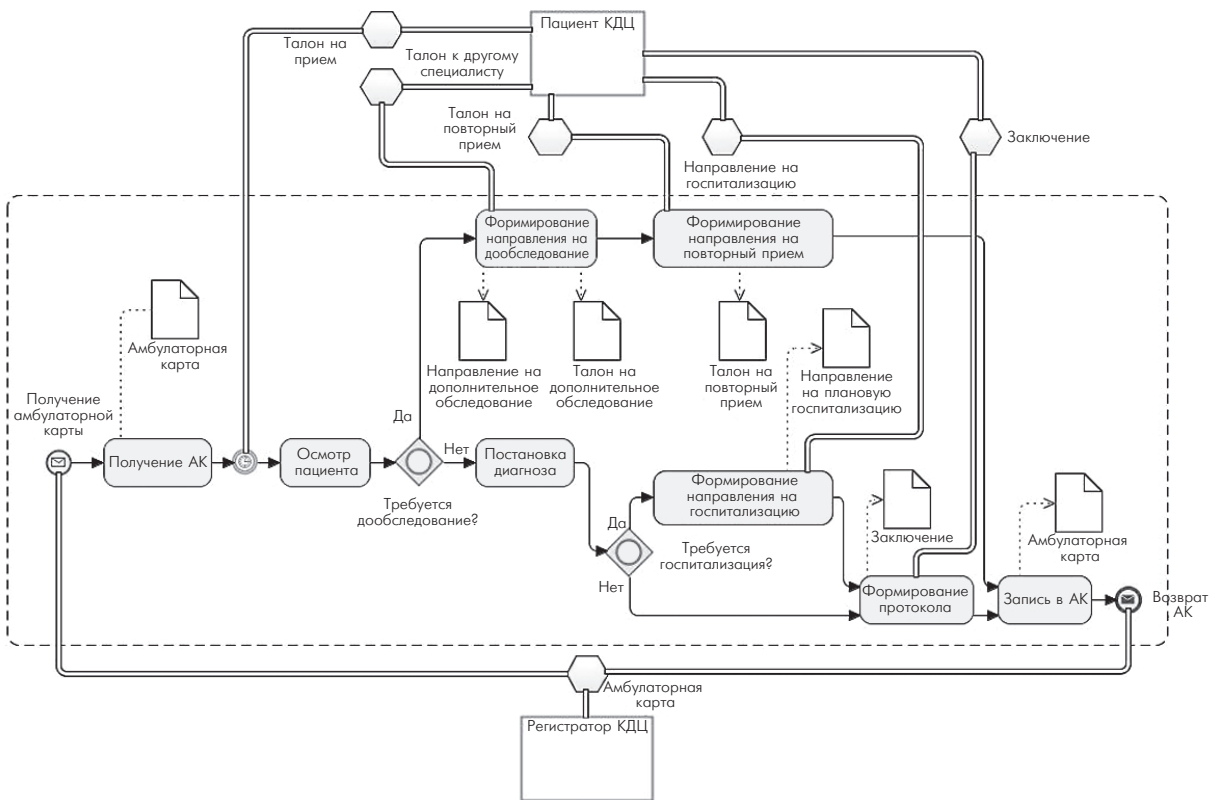 Пациент КДЦ
Талон на
прием
Талон к другому
специалисту
Талон на
повторный
прием
Направление на
госпитализацию
Заключение
Формирование
направления на
дообследование
Формирование
направления на
повторный прием
Амбулаторная
карта
Направление на
дополнительное
обследование
Талон на
дополнительное
обследование
Талон на
повторный
прием
Направление
на плановую
госпитализацию
Получение
амбулаторной
карты
Получение АК
Осмотр
пациента
Да
Нет
Требуется
дообследование?
Постановка
диагноза
Формирование
направления на
госпитализацию
Да
Нет
Требуется
госпитализация?
Заключение
Амбулаторная
карта
Формирование
протокола
Запись в АК
Возврат
АК
Амбулаторная
карта
Регистратор КДЦ